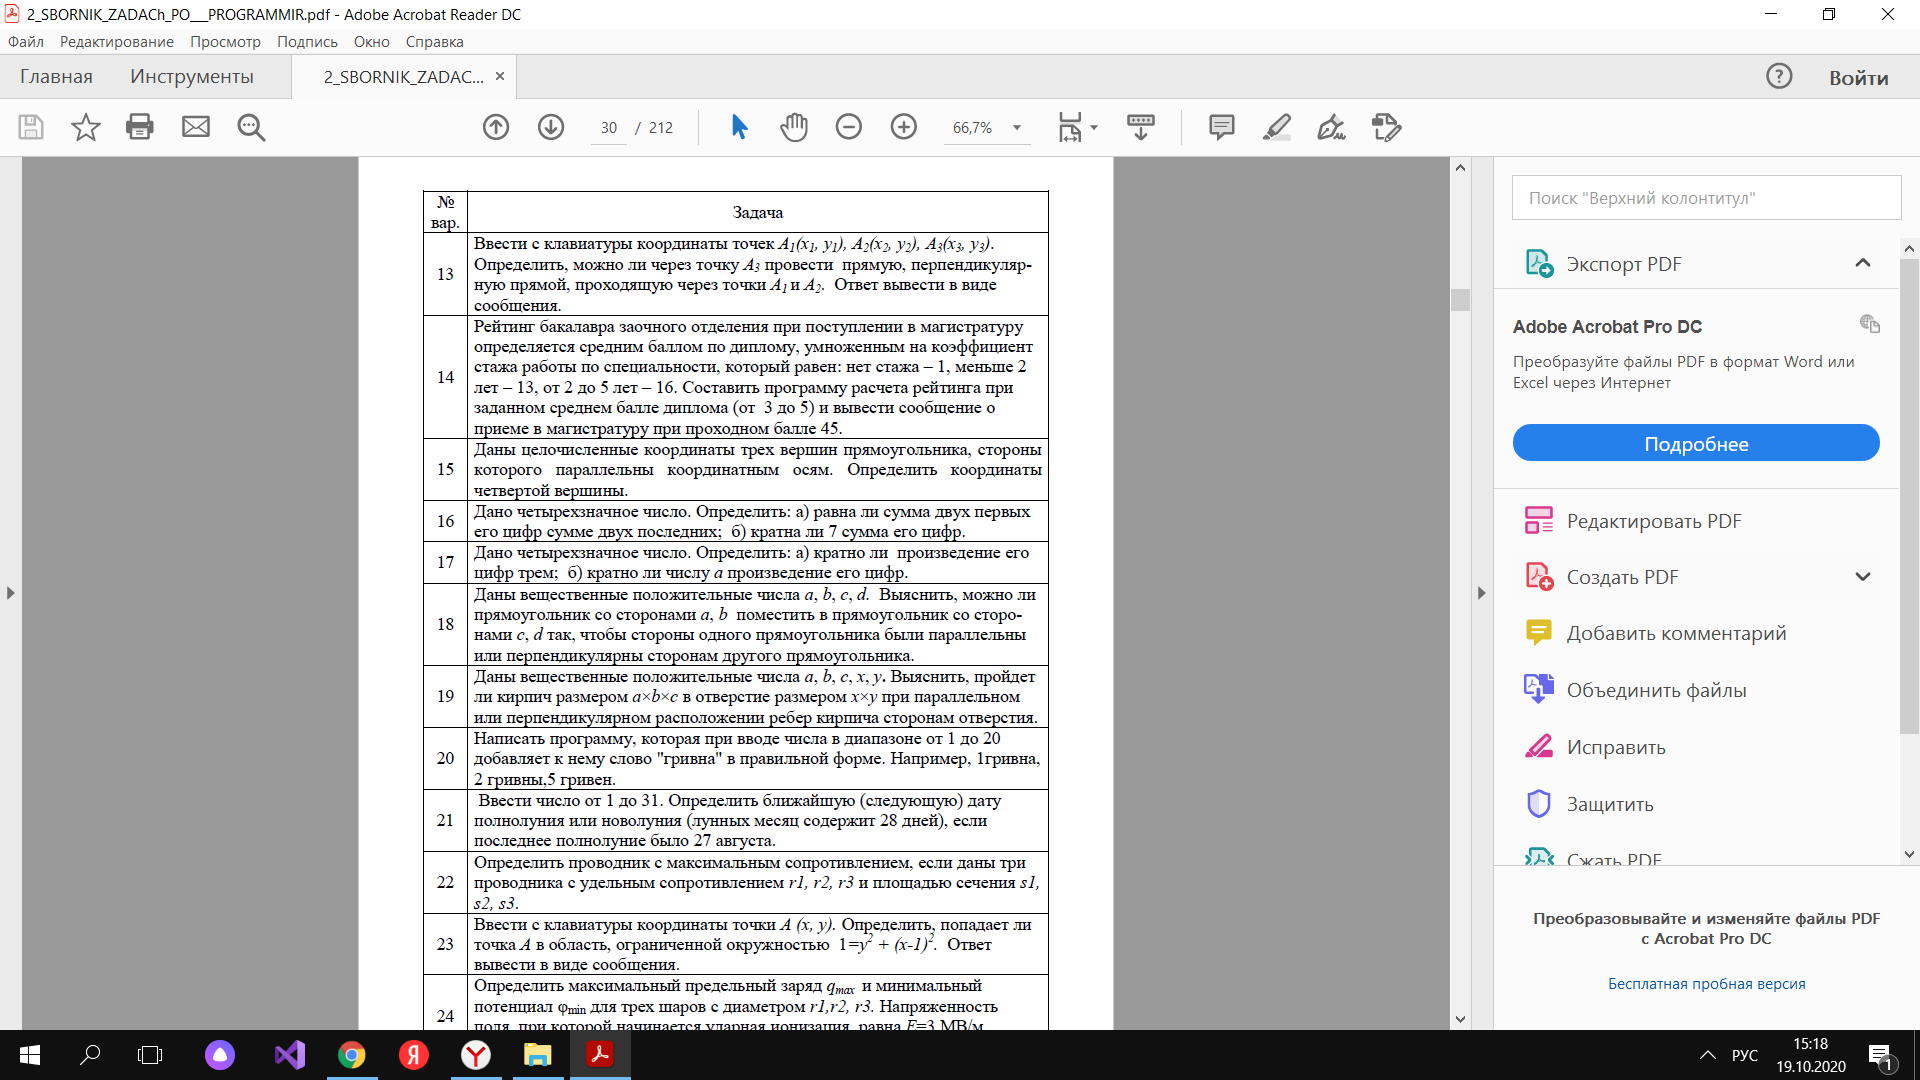 2_SBORNIK_ZADACh_PO___PROGRAMMIR.pdf - Adobe Acrobat Reader DC
Файл Редактирование Просмотр Подпись Окно Справка
Главная Инструменты 2_SBORNIK_ZADAC... × Войти
30 / 212 66,7%
№ вар. Задача
13
Ввести с клавиатуры координаты точек A1(x1, y1), A2(x2, y2), A3(x3, y3).
Определить, можно ли через точку A3 провести прямую, перпендикуляр-
ную прямой, проходящую через точки A1 и A2. Ответ вывести в виде
сообщения.
14
Рейтинг бакалавра заочного отделения при поступлении в магистратуру
определяется средним баллом по диплому, умноженным на коэффициент
стажа работы по специальности, который равен: нет стажа – 1, меньше 2
лет – 13, от 2 до 5 лет – 16. Составить программу расчета рейтинга при
заданном среднем балле диплома (от 3 до 5) и вывести сообщение о
приеме в магистратуру при проходном балле 45.
15
Даны целочисленные координаты трех вершин прямоугольника, стороны
которого параллельны координатным осям. Определить координаты
четвертой вершины.
16
Дано четырехзначное число. Определить: а) равна ли сумма двух первых
его цифр сумме двух последних; б) кратна ли 7 сумма его цифр.
17
Дано четырехзначное число. Определить: а) кратно ли произведение его
цифр трем; б) кратно ли числу a произведение его цифр.
18
Даны вещественные положительные числа a, b, c, d. Выяснить, можно ли
прямоугольник со сторонами a, b поместить в прямоугольник со сторо-
нами c, d так, чтобы стороны одного прямоугольника были параллельны
или перпендикулярны сторонам другого прямоугольника.
19
Даны вещественные положительные числа a, b, c, x, y. Выяснить, пройдет
ли кирпич размером a×b×c в отверстие размером x×y при параллельном
или перпендикулярном расположении ребер кирпича сторонам отверстия.
20
Написать программу, которая при вводе числа в диапазоне от 1 до 20
добавляет к нему слово "гривна" в правильной форме. Например, 1гривна,
2 гривны,5 гривен.
21
Ввести число от 1 до 31. Определить ближайшую (следующую) дату
полнолуния или новолуния (лунных месяц содержит 28 дней), если
последнее полнолуние было 27 августа.
22
Определить проводник с максимальным сопротивлением, если даны три
проводника с удельным сопротивлением r1, r2, r3 и площадью сечения s1,
s2, s3.
23
Ввести с клавиатуры координаты точки A (x, y). Определить, попадает ли
точка A в область, ограниченной окружностью 1=y² + (x-1)². Ответ
вывести в виде сообщения.
24
Определить максимальный предельный заряд qmax и минимальный
потенциал φmin для трех шаров с диаметром r1,r2, r3. Напряженность
поля, при которой начинается ударная ионизация, равна E=3 МВ/м
Поиск "Верхний колонтитул"
Экспорт PDF
Adobe Acrobat Pro DC
Преобразуйте файлы PDF в формат Word или
Excel через Интернет
Подробнее
Редактировать PDF
Создать PDF
Добавить комментарий
Объединить файлы
Исправить
Защитить
Сжать PDF
Преобразовывайте и изменяйте файлы PDF
с Acrobat Pro DC
Бесплатная пробная версия
РУС
15:18
19.10.2020
1